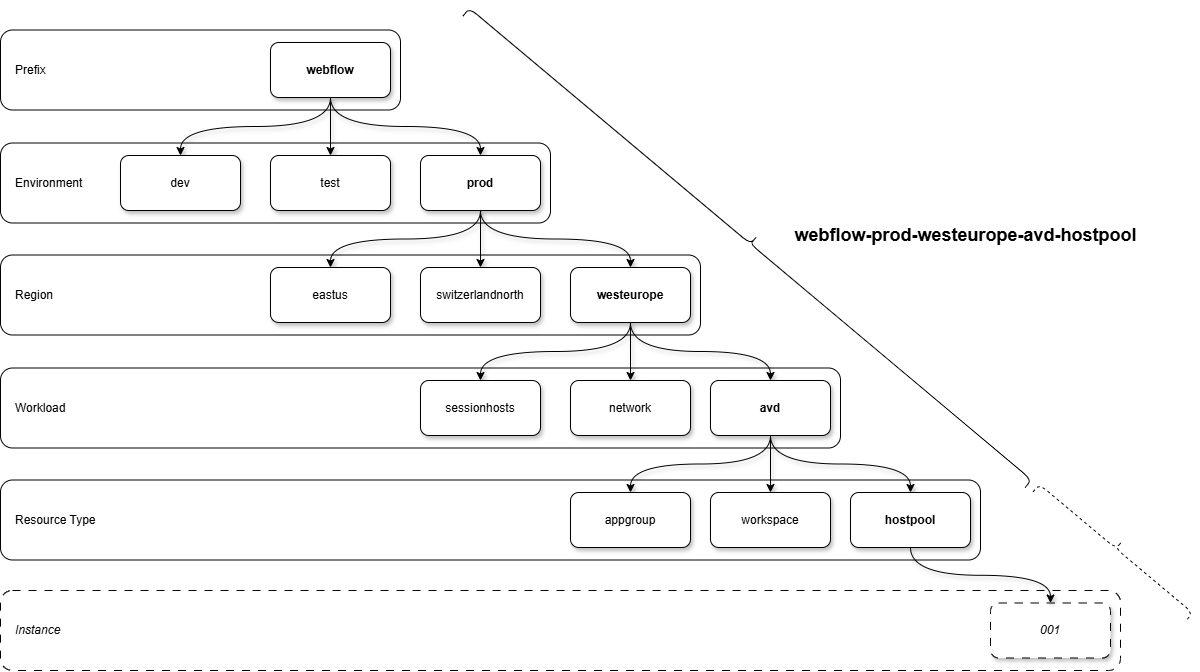 Prefix
webflow
Environment
dev
test
prod
webflow-prod-westeurope-avd-hostpool
Region
eastus
switzerlandnorth
westeurope
Workload
sessionhosts
network
avd
Resource Type
appgroup
workspace
hostpool
Instance
001